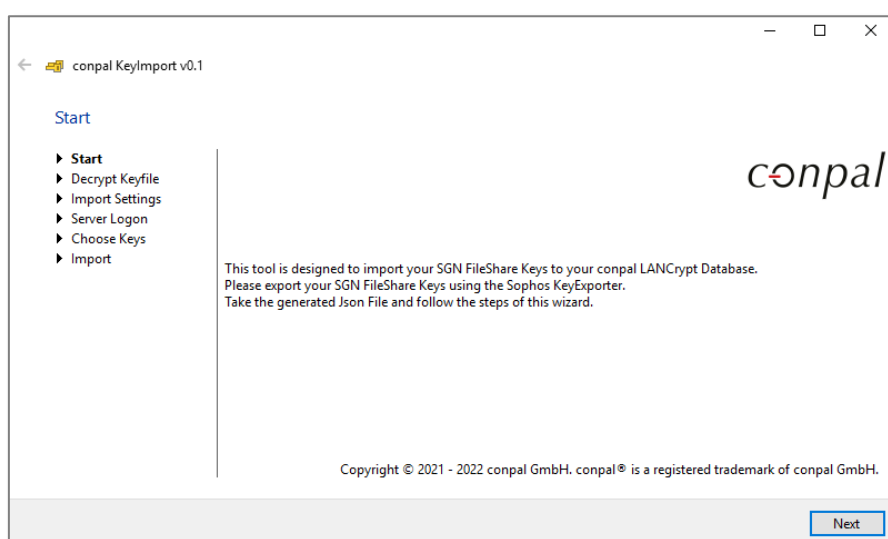 conpal KeyImport v0.1
Start
Start
Decrypt Keyfile
Import Settings
Server Logon
Choose Keys
Import
conpal
This tool is designed to import your SGN FileShare Keys to your conpal LANCrypt Database.
Please export your SGN FileShare Keys using the Sophos KeyExporter.
Take the generated Json File and follow the steps of this wizard.
Copyright © 2021 - 2022 conpal GmbH. conpal® is a registered trademark of conpal GmbH.
Next